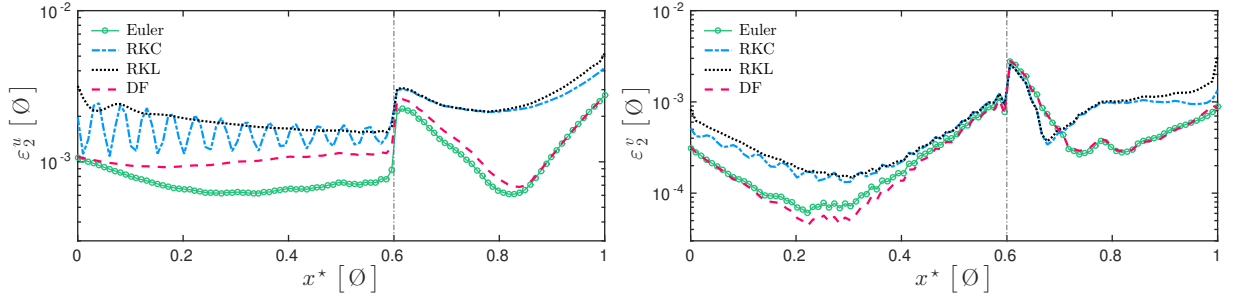 10⁻²
10⁻³
ε₂ᵘ [ Ø ]
Euler
RKC
RKL
DF
0 0.2 0.4 0.6 0.8 1
x⋆ [ Ø ]
10⁻²
10⁻³
10⁻⁴
ε₂ᵛ [ Ø ]
Euler
RKC
RKL
DF
0 0.2 0.4 0.6 0.8 1
x⋆ [ Ø ]